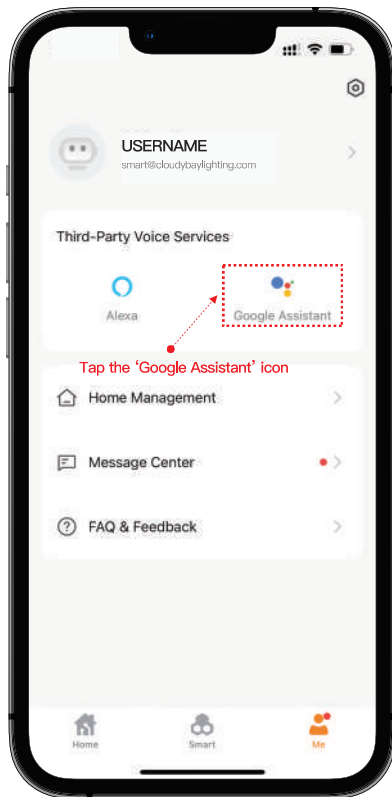 USERNAME
smart@cloudybaylighting.com
Third-Party Voice Services
Alexa
Google Assistant
Tap the ‘Google Assistant’ icon
Home Management
Message Center
FAQ & Feedback
Home
Smart
Me